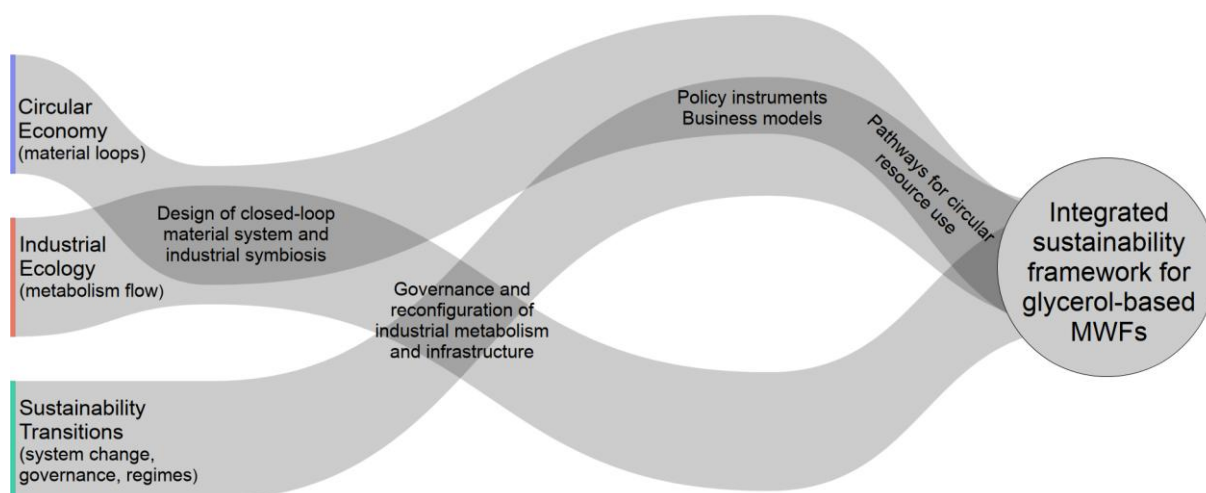 Circular
Economy
(material loops)
Industrial
Ecology
(metabolism flow)
Sustainability
Transitions
(system change,
governance, regimes)
Design of closed-loop
material system and
industrial symbiosis
Governance and
reconfiguration of
industrial metabolism
and infrastructure
Policy instruments
Business models
Pathways for circular
resource use
Integrated
sustainability
framework for
glycerol-based
MWFs